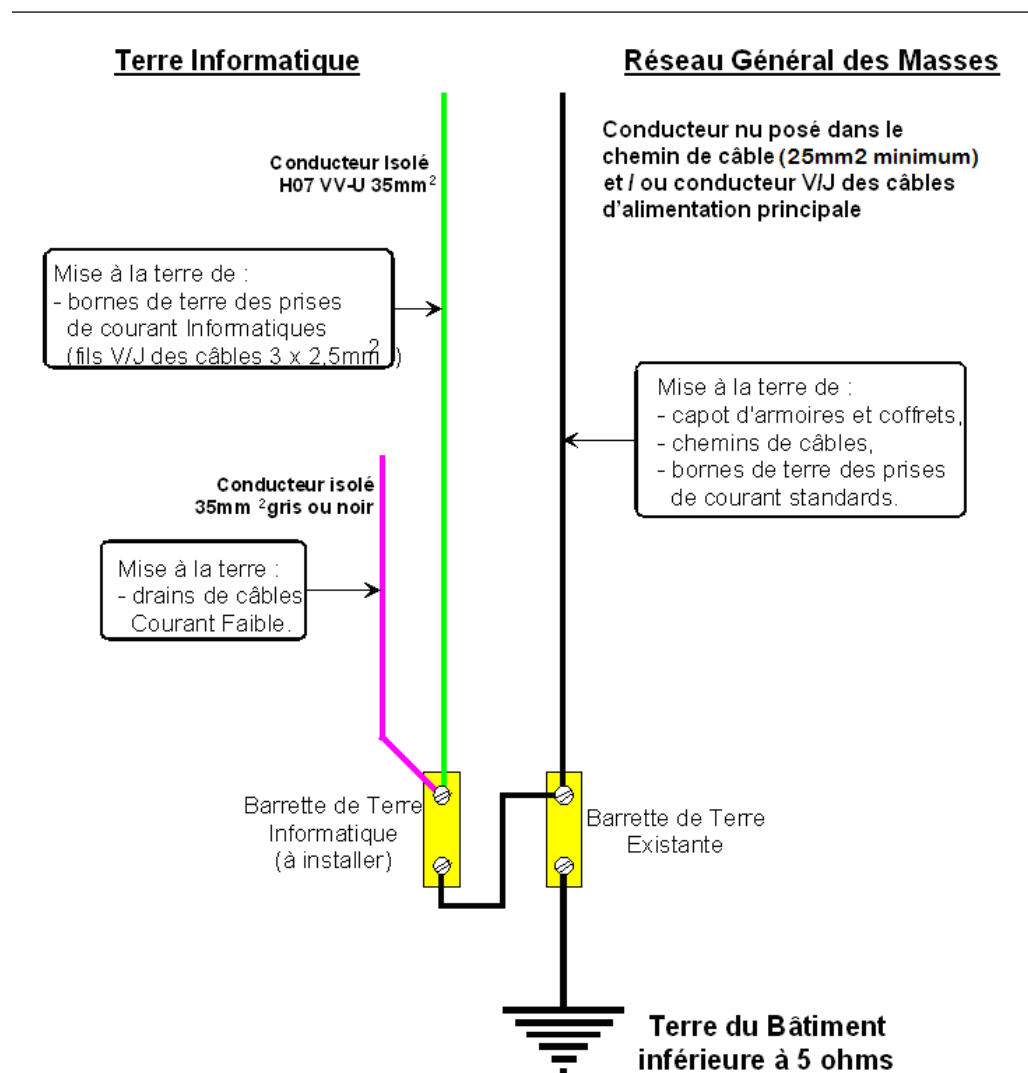 Terre Informatique
Réseau Général des Masses
Conducteur Isolé
H07 VV-U 35mm²
Conducteur nu posé dans le
chemin de câble (25mm2 minimum)
et / ou conducteur V/J des câbles
d'alimentation principale
Mise à la terre de :
- bornes de terre des prises
de courant Informatiques
(fils V/J des câbles 3 x 2,5mm²)
Mise à la terre de :
- capot d'armoires et coffrets,
- chemins de câbles,
- bornes de terre des prises
de courant standards.
Conducteur isolé
35mm ²gris ou noir
Mise à la terre :
- drains de câbles
Courant Faible.
Barrette de Terre
Informatique
(à installer)
Barrette de Terre
Existante
Terre du Bâtiment
inférieure à 5 ohms